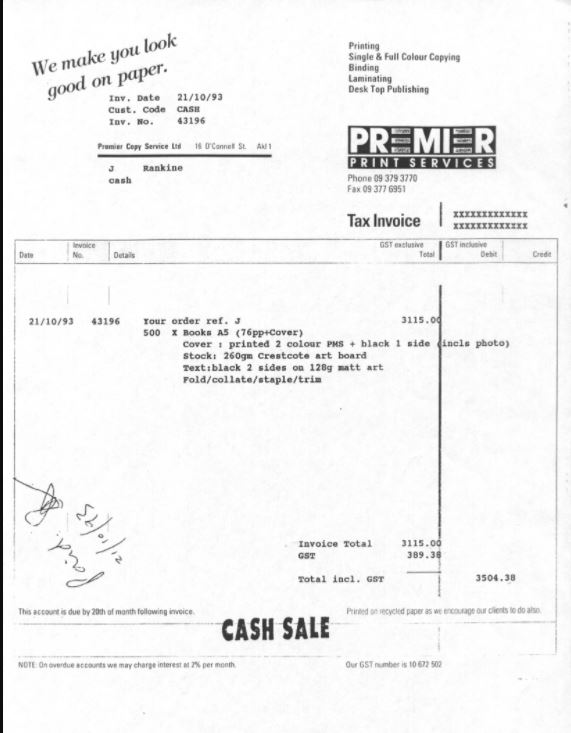 We make you look
good on paper.
Printing
Single & Full Colour Copying
Binding
Laminating
Desk Top Publishing
Inv. Date 21/10/93
Cust. Code CASH
Inv. No. 43196
Premier Copy Service Ltd 16 O'Connell St. Akl 1
J Rankine
cash
PREMIER
PRINT SERVICES
Phone 09 379 3770
Fax 09 377 6951
Tax Invoice
XXXXXXXXXXXXX
XXXXXXXXXXXXX
Date Invoice No. Details GST exclusive Total GST inclusive Debit Credit
21/10/93 43196 Your order ref. J 3115.00
500 X Books A5 (76pp+Cover)
Cover : printed 2 colour PMS + black 1 side (incls photo)
Stock: 260gm Crestcote art board
Text:black 2 sides on 128g matt art
Fold/collate/staple/trim
Paid
21/10/93
Invoice Total 3115.00
GST 389.38
Total incl. GST 3504.38
This account is due by 20th of month following invoice.
Printed on recycled paper as we encourage our clients to do also.
CASH SALE
NOTE: On overdue accounts we may charge interest at 2% per month.
Our GST number is 10 672 502